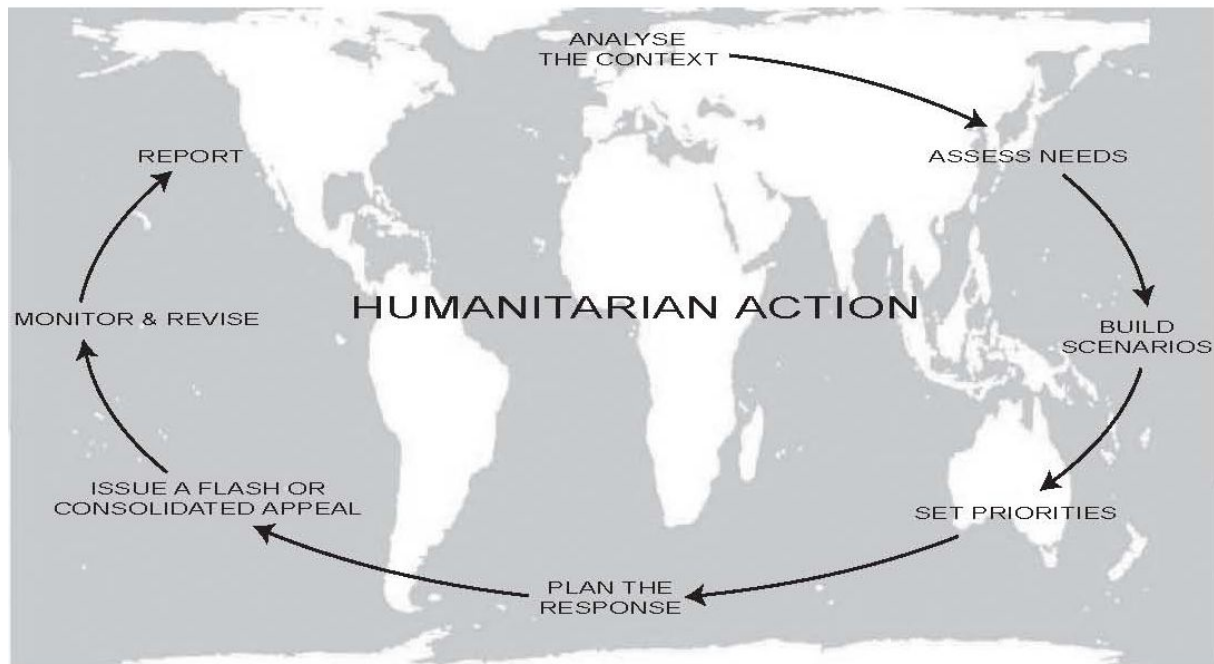 ANALYSE
THE CONTEXT
ASSESS NEEDS
BUILD
SCENARIOS
SET PRIORITIES
PLAN THE
RESPONSE
ISSUE A FLASH OR
CONSOLIDATED APPEAL
MONITOR & REVISE
REPORT
HUMANITARIAN ACTION